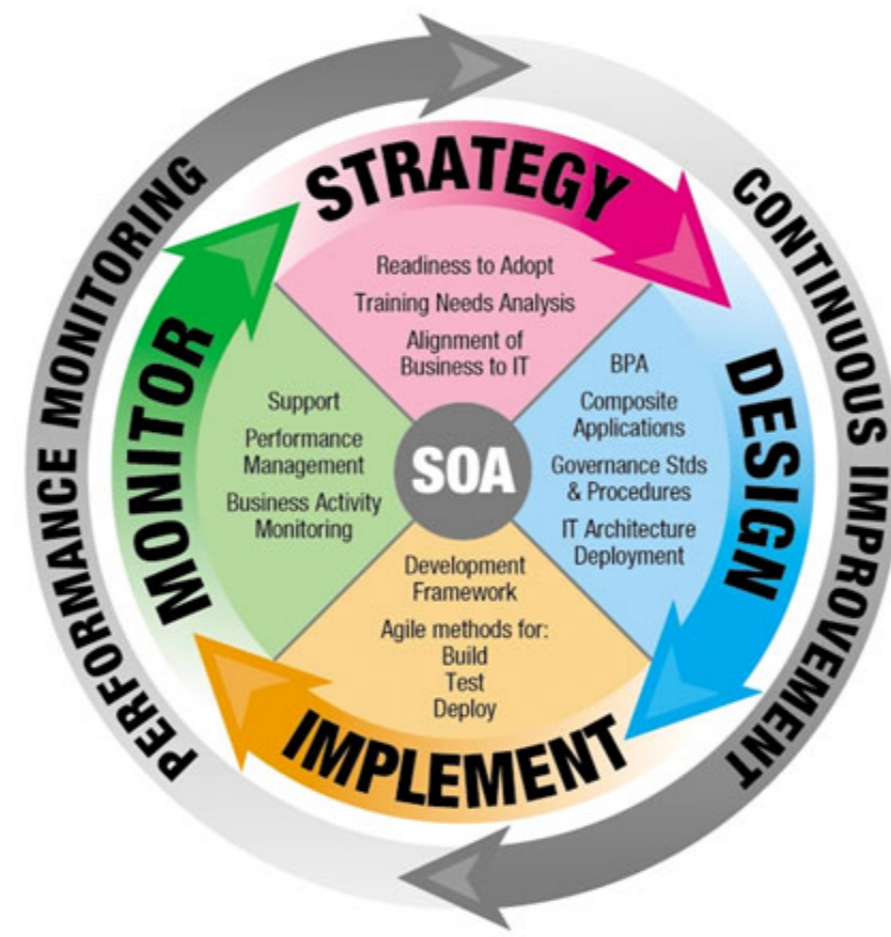 PERFORMANCE MONITORING
CONTINUOUS IMPROVEMENT
STRATEGY
Readiness to Adopt
Training Needs Analysis
Alignment of
Business to IT
DESIGN
BPA
Composite
Applications
Governance Stds
& Procedures
IT Architecture
Deployment
IMPLEMENT
Development
Framework
Agile methods for:
Build
Test
Deploy
MONITOR
Support
Performance
Management
Business Activity
Monitoring
SOA